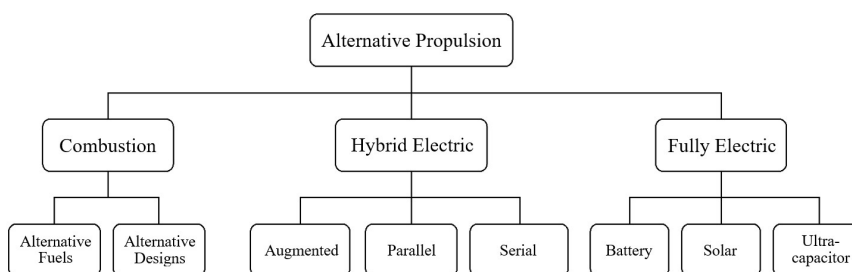 Alternative Propulsion
Combustion
Hybrid Electric
Fully Electric
Alternative
Fuels
Alternative
Designs
Augmented
Parallel
Serial
Battery
Solar
Ultra-
capacitor